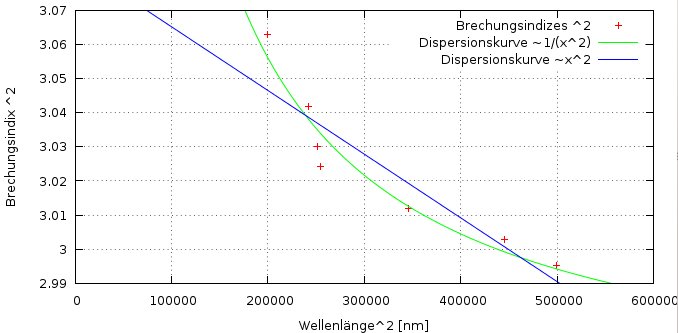 3.07
3.06
3.05
3.04
3.03
3.02
3.01
3
2.99
Brechungsindix ^2
Brechungsindizes ^2
Dispersionskurve ~1/(x^2)
Dispersionskurve ~x^2
0 100000 200000 300000 400000 500000 600000
Wellenlänge^2 [nm]